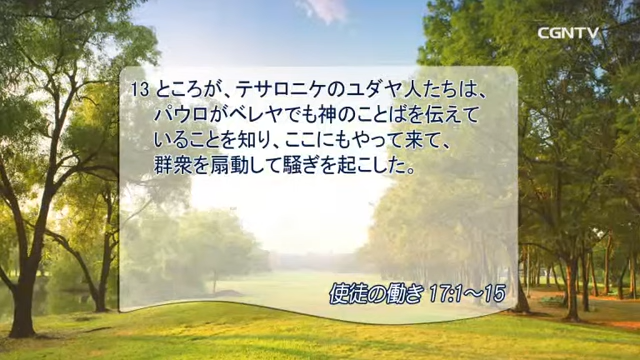 CGNTV
13 ところが、テサロニケのユダヤ人たちは、
パウロがベレヤでも神のことばを伝えて
いることを知り、ここにもやって来て、
群衆を扇動して騒ぎを起こした。
使徒の働き 17:1～15